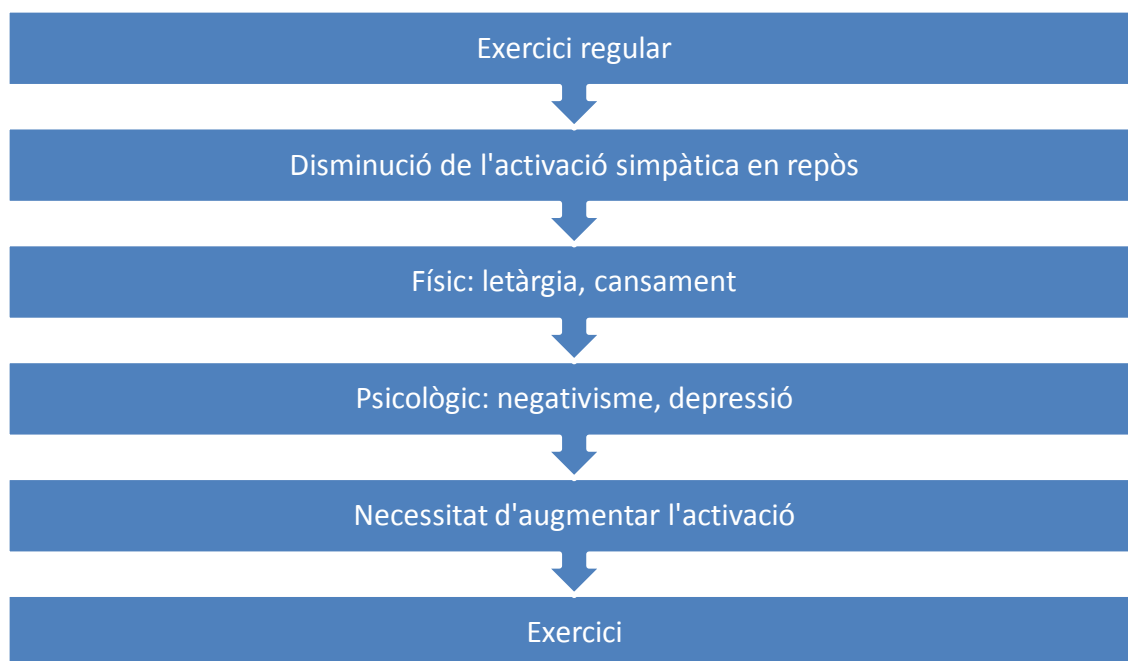 Exercici regular
Disminució de l'activació simpàtica en repòs
Físic: letàrgia, cansament
Psicològic: negativisme, depressió
Necessitat d'augmentar l'activació
Exercici